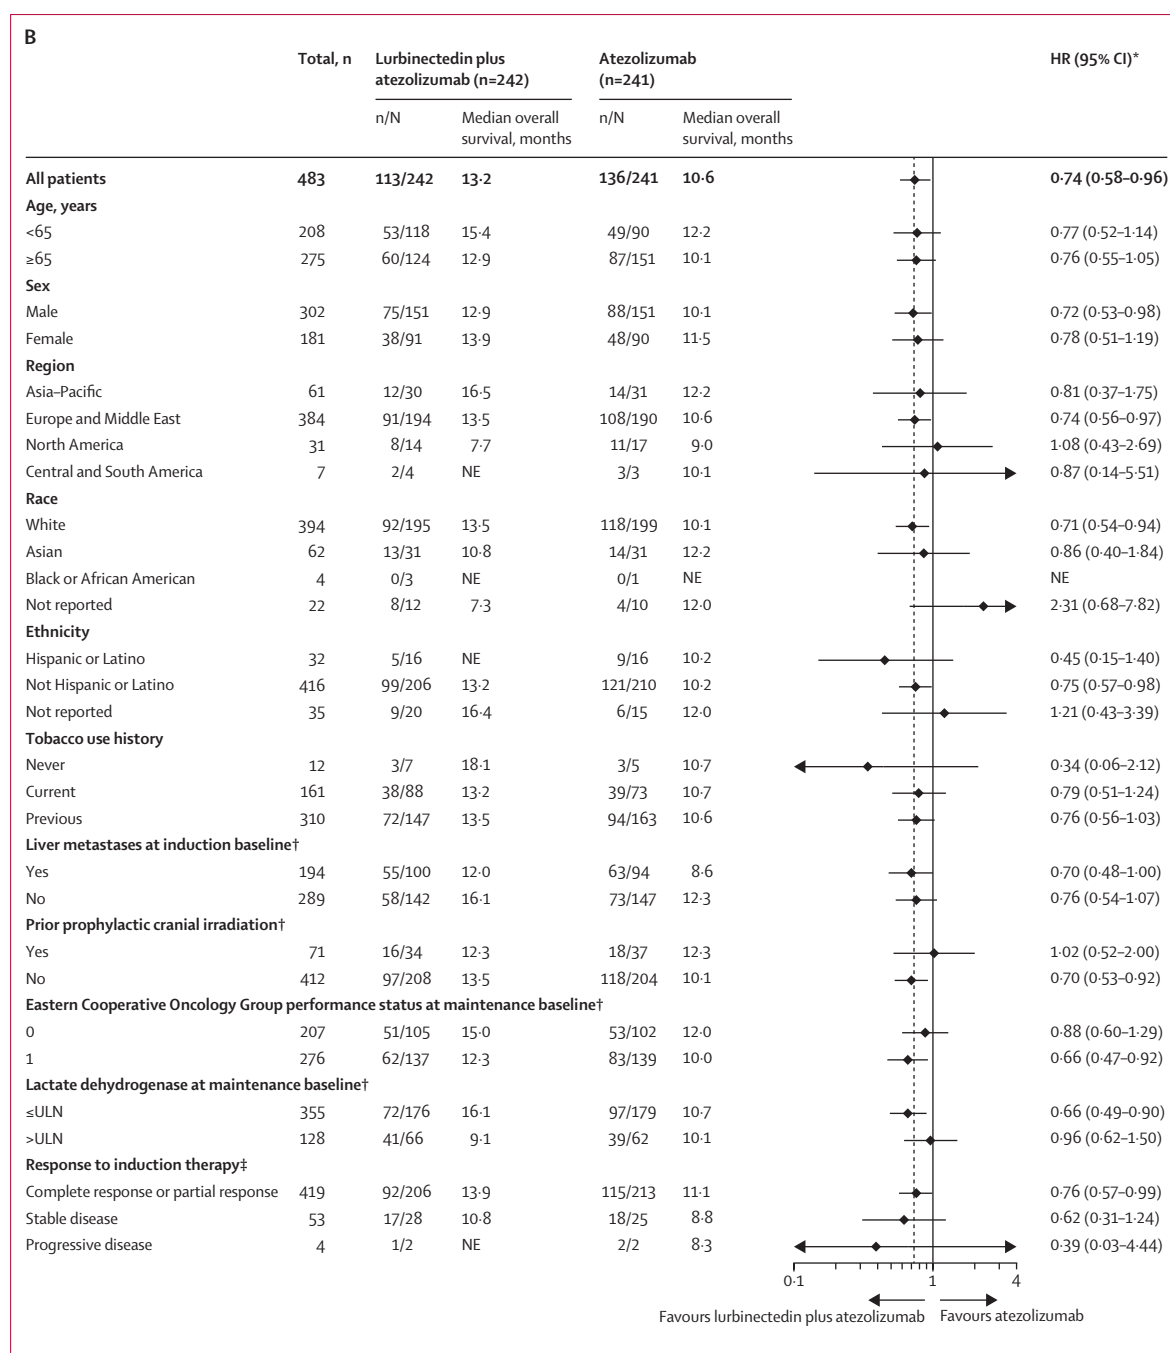 B
Total, n Lurbinectedin plus atezolizumab (n=242) Atezolizumab (n=241) HR (95% CI)*
n/N Median overall survival, months n/N Median overall survival, months
All patients 483 113/242 13·2 136/241 10·6 0·74 (0·58–0·96)
Age, years
<65 208 53/118 15·4 49/90 12·2 0·77 (0·52–1·14)
≥65 275 60/124 12·9 87/151 10·1 0·76 (0·55–1·05)
Sex
Male 302 75/151 12·9 88/151 10·1 0·72 (0·53–0·98)
Female 181 38/91 13·9 48/90 11·5 0·78 (0·51–1·19)
Region
Asia–Pacific 61 12/30 16·5 14/31 12·2 0·81 (0·37–1·75)
Europe and Middle East 384 91/194 13·5 108/190 10·6 0·74 (0·56–0·97)
North America 31 8/14 7·7 11/17 9·0 1·08 (0·43–2·69)
Central and South America 7 2/4 NE 3/3 10·1 0·87 (0·14–5·51)
Race
White 394 92/195 13·5 118/199 10·1 0·71 (0·54–0·94)
Asian 62 13/31 10·8 14/31 12·2 0·86 (0·40–1·84)
Black or African American 4 0/3 NE 0/1 NE NE
Not reported 22 8/12 7·3 4/10 12·0 2·31 (0·68–7·82)
Ethnicity
Hispanic or Latino 32 5/16 NE 9/16 10·2 0·45 (0·15–1·40)
Not Hispanic or Latino 416 99/206 13·2 121/210 10·2 0·75 (0·57–0·98)
Not reported 35 9/20 16·4 6/15 12·0 1·21 (0·43–3·39)
Tobacco use history
Never 12 3/7 18·1 3/5 10·7 0·34 (0·06–2·12)
Current 161 38/88 13·2 39/73 10·7 0·79 (0·51–1·24)
Previous 310 72/147 13·5 94/163 10·6 0·76 (0·56–1·03)
Liver metastases at induction baseline†
Yes 194 55/100 12·0 63/94 8·6 0·70 (0·48–1·00)
No 289 58/142 16·1 73/147 12·3 0·76 (0·54–1·07)
Prior prophylactic cranial irradiation†
Yes 71 16/34 12·3 18/37 12·3 1·02 (0·52–2·00)
No 412 97/208 13·5 118/204 10·1 0·70 (0·53–0·92)
Eastern Cooperative Oncology Group performance status at maintenance baseline†
0 207 51/105 15·0 53/102 12·0 0·88 (0·60–1·29)
1 276 62/137 12·3 83/139 10·0 0·66 (0·47–0·92)
Lactate dehydrogenase at maintenance baseline†
≤ULN 355 72/176 16·1 97/179 10·7 0·66 (0·49–0·90)
>ULN 128 41/66 9·1 39/62 10·1 0·96 (0·62–1·50)
Response to induction therapy‡
Complete response or partial response 419 92/206 13·9 115/213 11·1 0·76 (0·57–0·99)
Stable disease 53 17/28 10·8 18/25 8·8 0·62 (0·31–1·24)
Progressive disease 4 1/2 NE 2/2 8·3 0·39 (0·03–4·44)
0·1 1 4
Favours lurbinectedin plus atezolizumab Favours atezolizumab